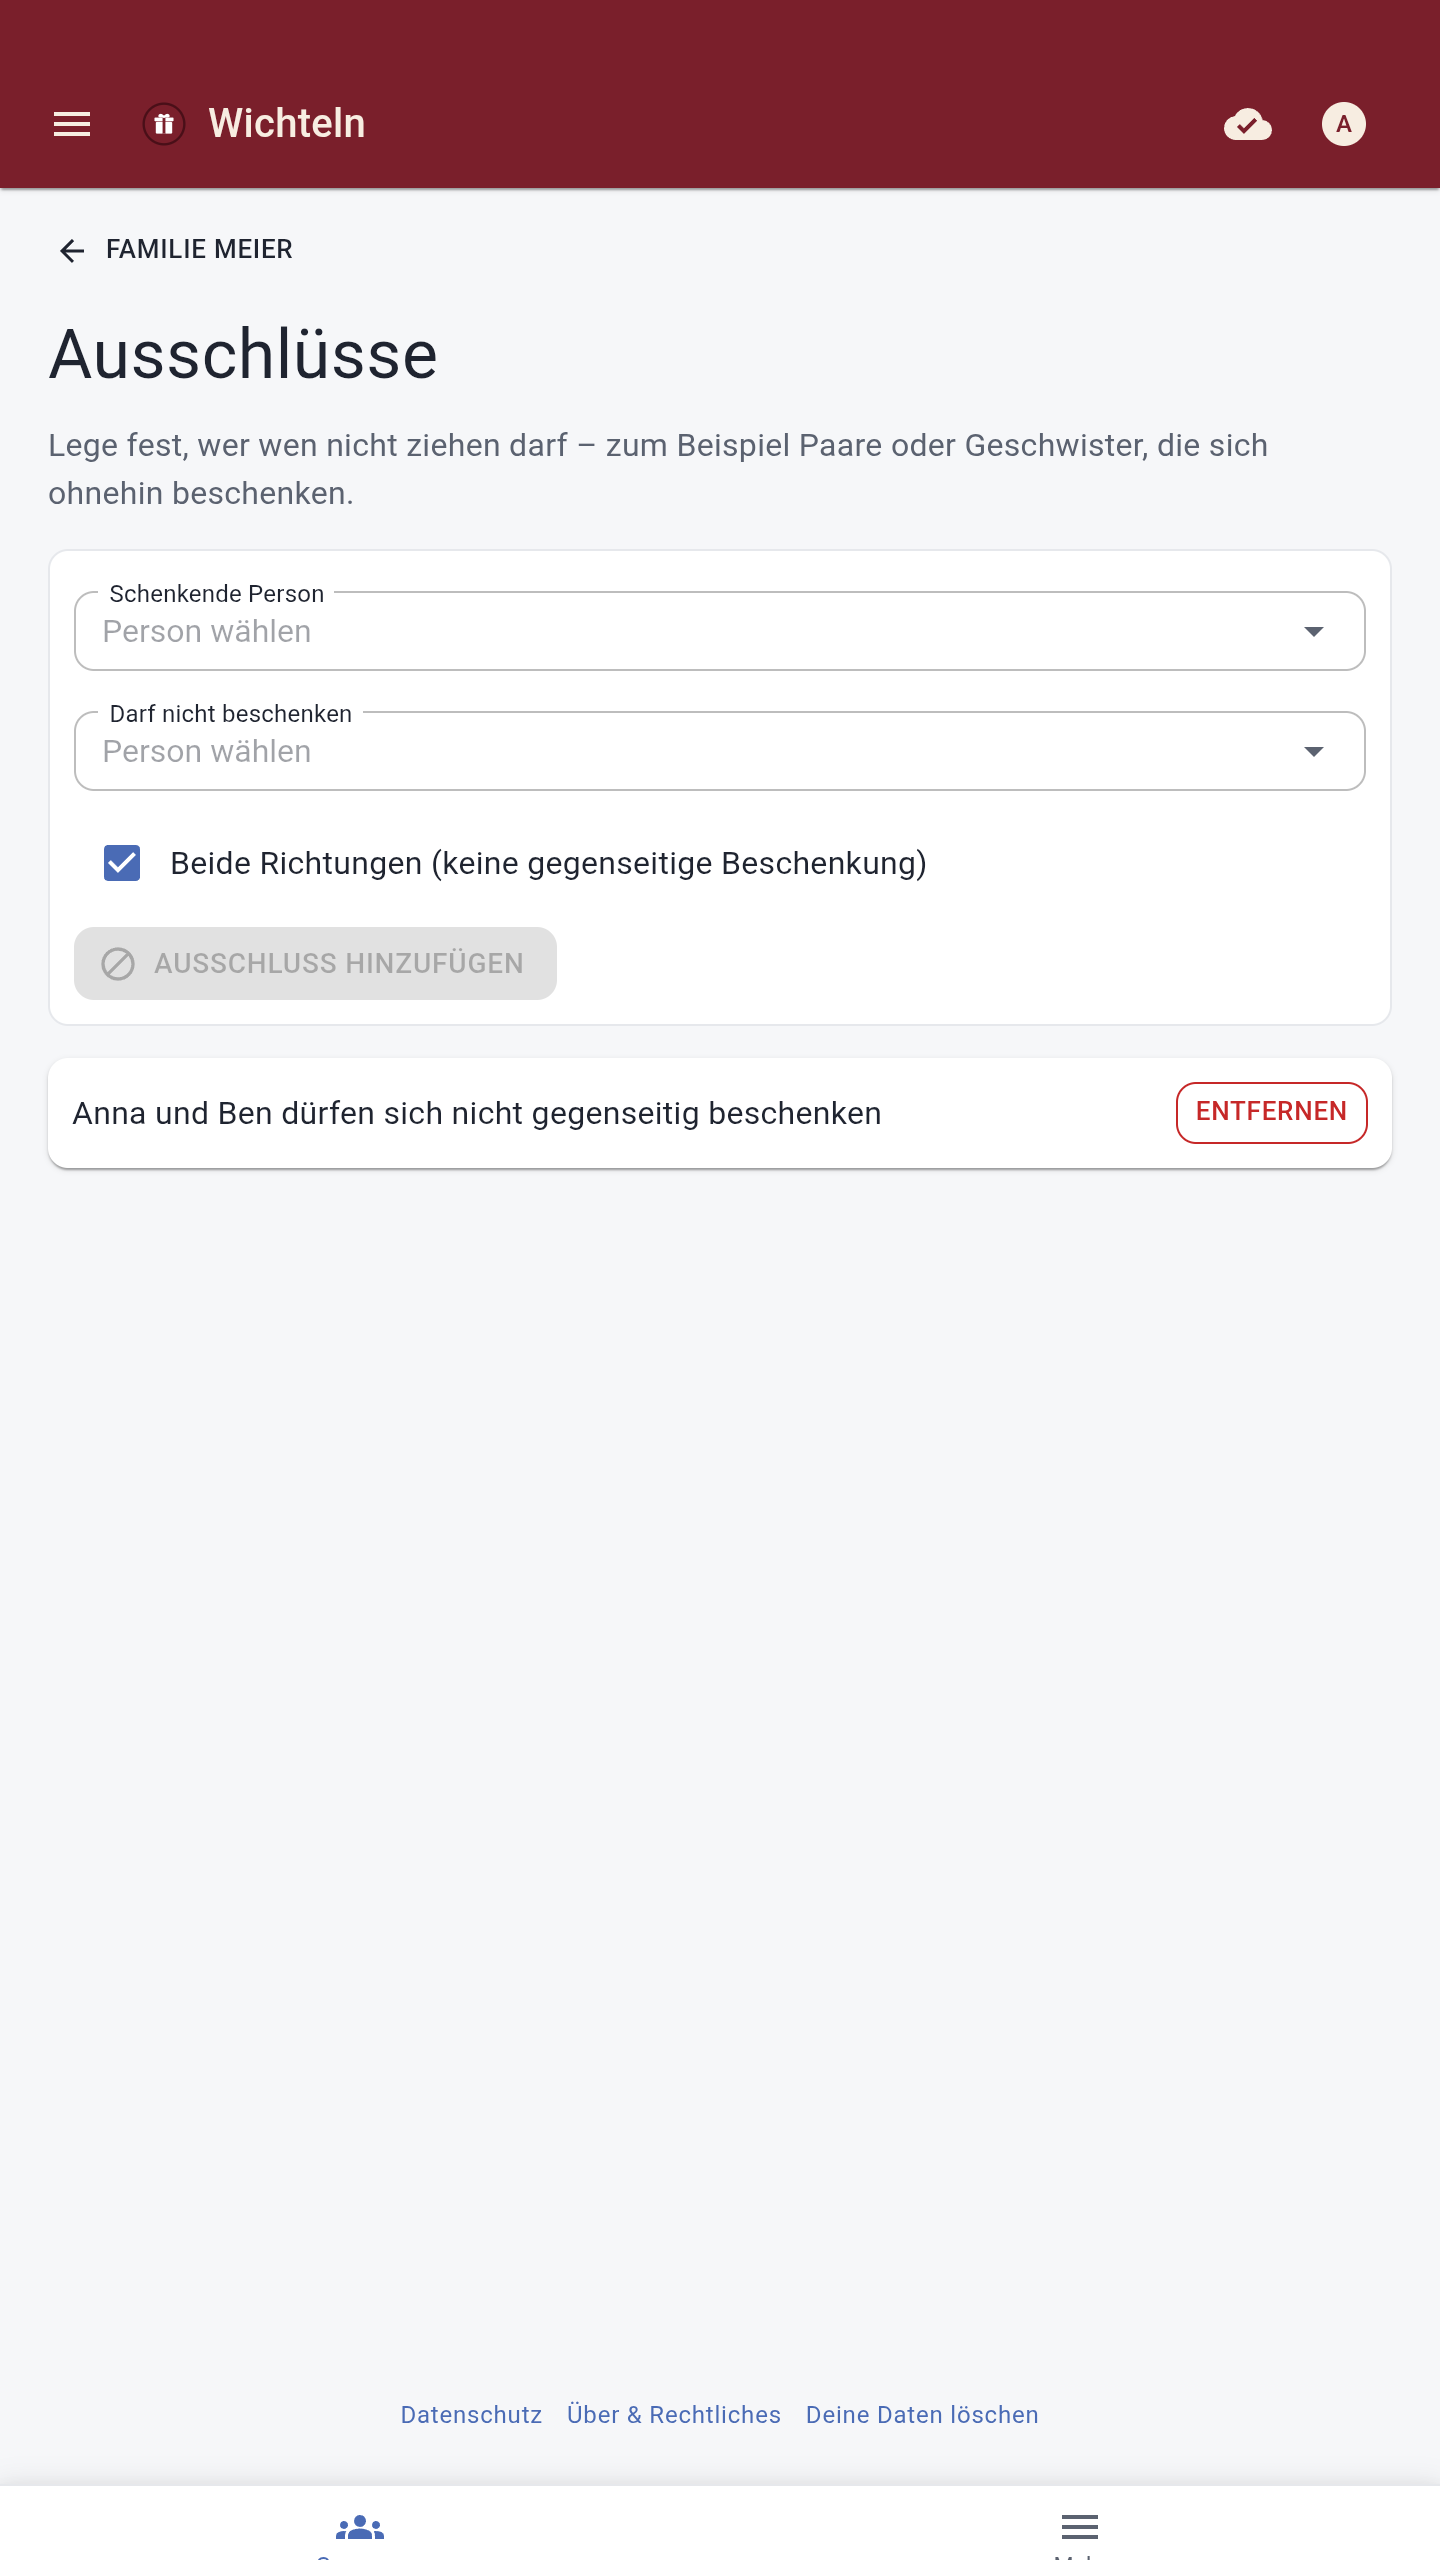 Wichteln
A
FAMILIE MEIER
Ausschlüsse
Lege fest, wer wen nicht ziehen darf – zum Beispiel Paare oder Geschwister, die sich
ohnehin beschenken.
Schenkende Person
Person wählen
Darf nicht beschenken
Person wählen
Beide Richtungen (keine gegenseitige Beschenkung)
AUSSCHLUSS HINZUFÜGEN
Anna und Ben dürfen sich nicht gegenseitig beschenken
ENTFERNEN
Datenschutz Über & Rechtliches Deine Daten löschen